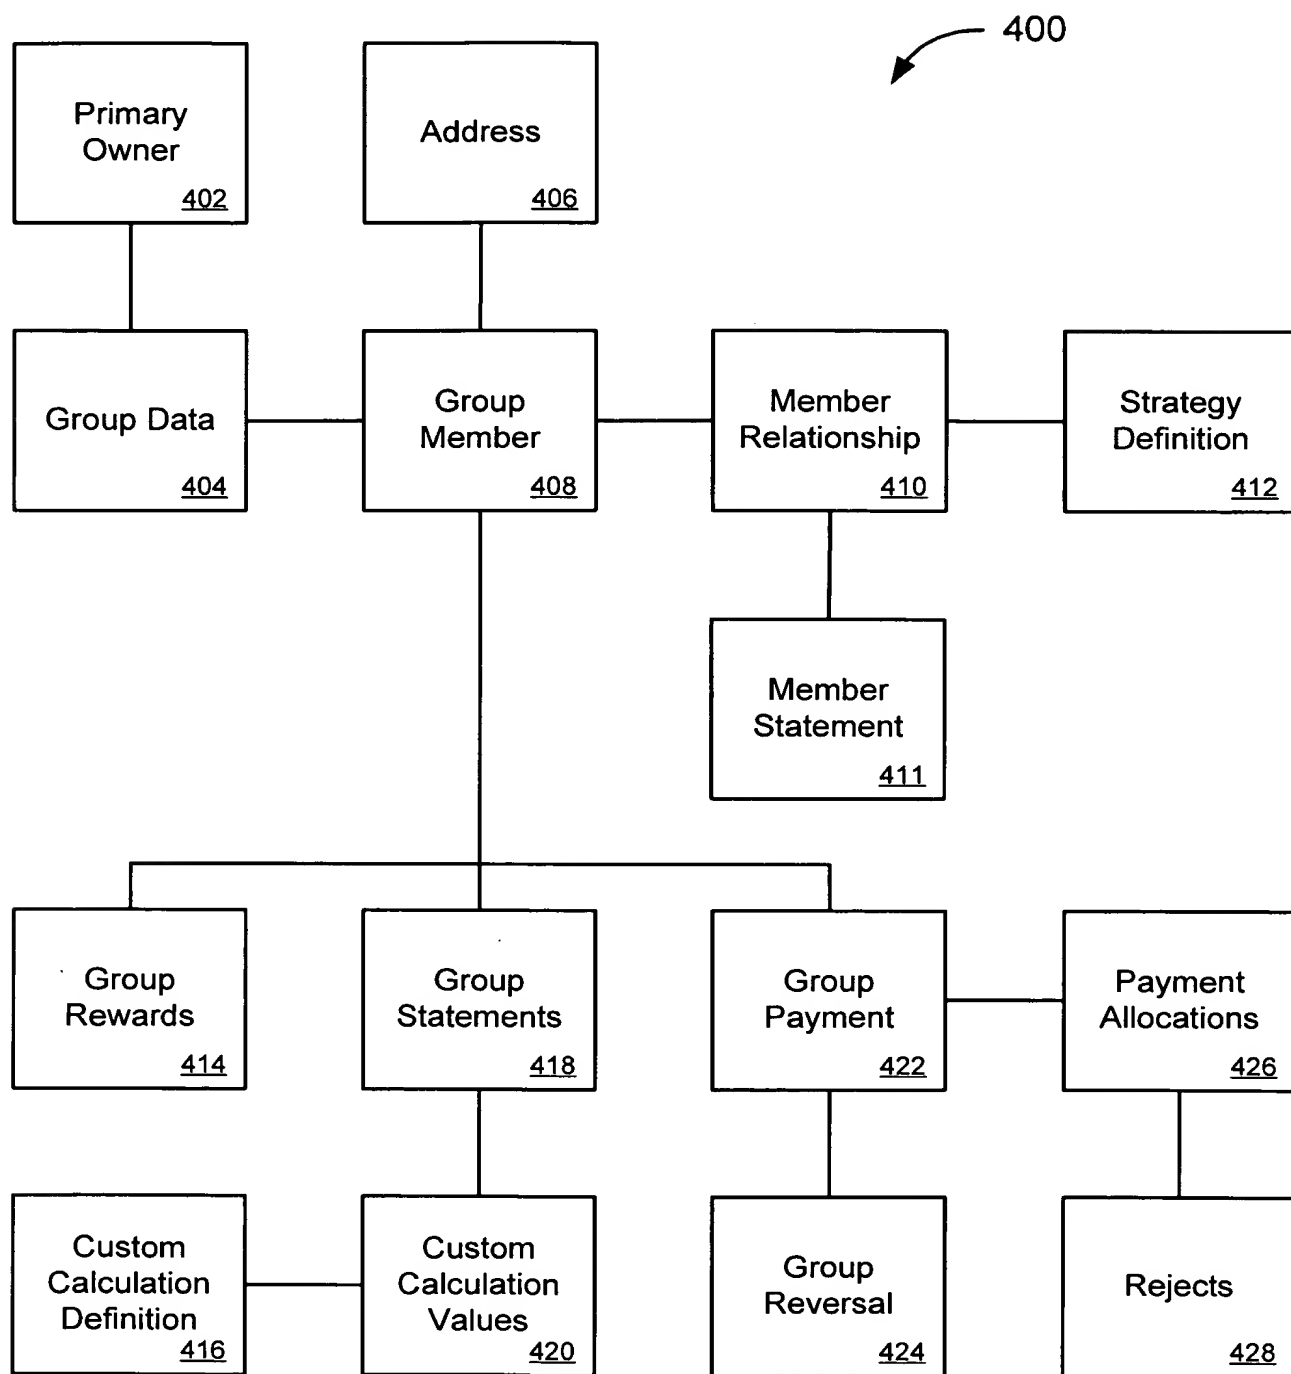 400
Primary
Owner
402
Address
406
Group Data
404
Group
Member
408
Member
Relationship
410
Strategy
Definition
412
Member
Statement
411
Group
Rewards
414
Group
Statements
418
Group
Payment
422
Payment
Allocations
426
Custom
Calculation
Definition
416
Custom
Calculation
Values
420
Group
Reversal
424
Rejects
428